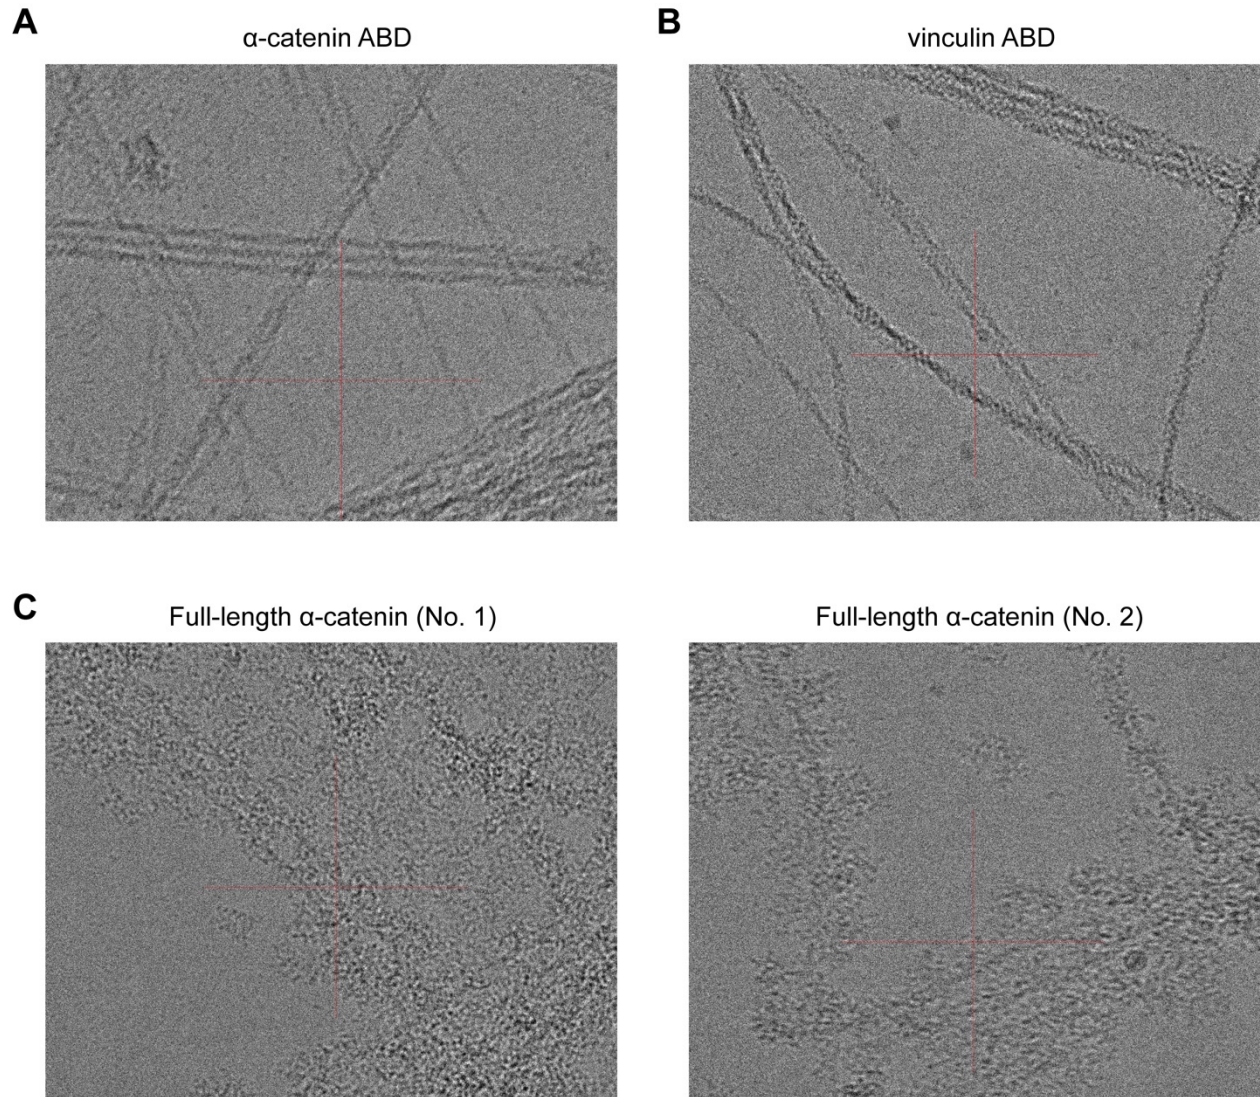 A
α-catenin ABD
B
vinculin ABD
C
Full-length α-catenin (No. 1)
Full-length α-catenin (No. 2)